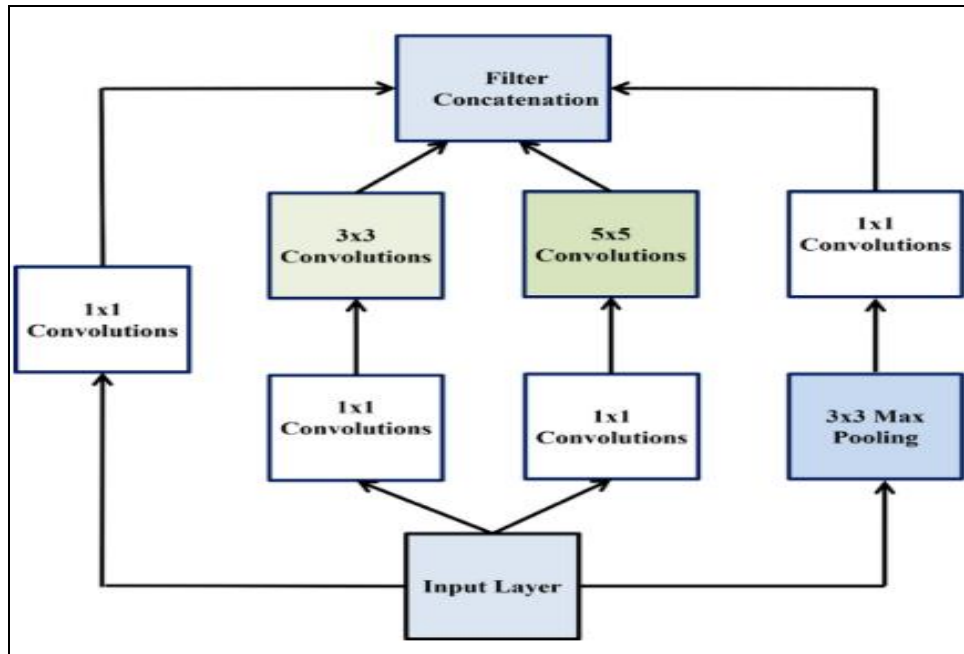 Filter
Concatenation
3x3
Convolutions
5x5
Convolutions
1x1
Convolutions
1x1
Convolutions
1x1
Convolutions
1x1
Convolutions
3x3 Max
Pooling
Input Layer